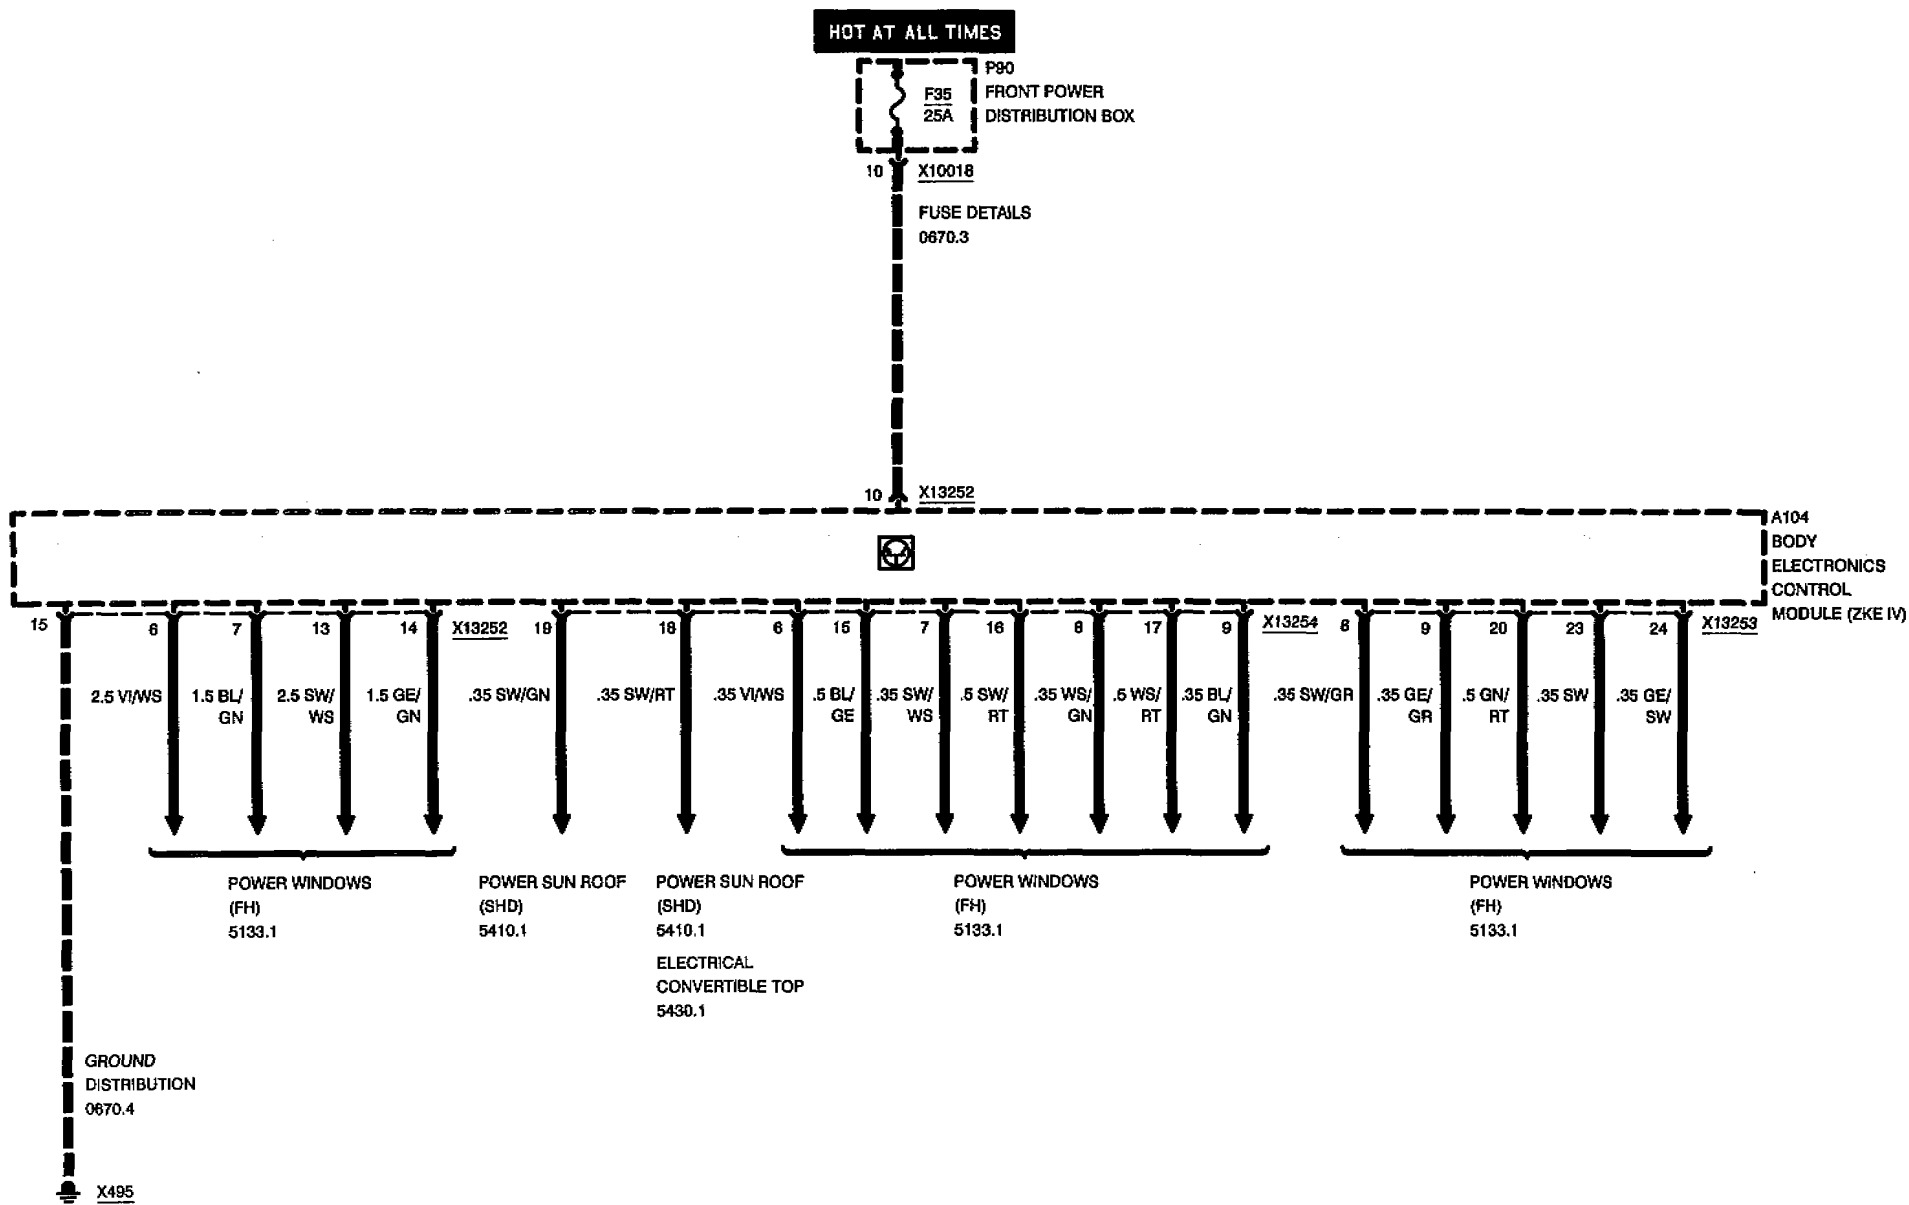 HOT AT ALL TIMES
P90
FRONT POWER
DISTRIBUTION BOX
F35
25A
10
X10018
FUSE DETAILS
0670.3
10
X13252
A104
BODY
ELECTRONICS
CONTROL
MODULE (ZKE IV)
15
6
7
13
14
X13252
19
18
6
15
7
16
8
17
9
X13254
8
9
20
23
24
X13253
2.5 VI/WS
1.5 BL/
GN
2.5 SW/
WS
1.5 GE/
GN
.35 SW/GN
.35 SW/RT
.35 VI/WS
.5 BL/
GE
.35 SW/
WS
.5 SW/
RT
.35 WS/
GN
.5 WS/
RT
.35 BL/
GN
.35 SW/GR
.35 GE/
GR
.5 GN/
RT
.35 SW
.35 GE/
SW
POWER WINDOWS
(FH)
5133.1
POWER SUN ROOF
(SHD)
5410.1
POWER SUN ROOF
(SHD)
5410.1
ELECTRICAL
CONVERTIBLE TOP
5430.1
POWER WINDOWS
(FH)
5133.1
POWER WINDOWS
(FH)
5133.1
GROUND
DISTRIBUTION
0670.4
X495